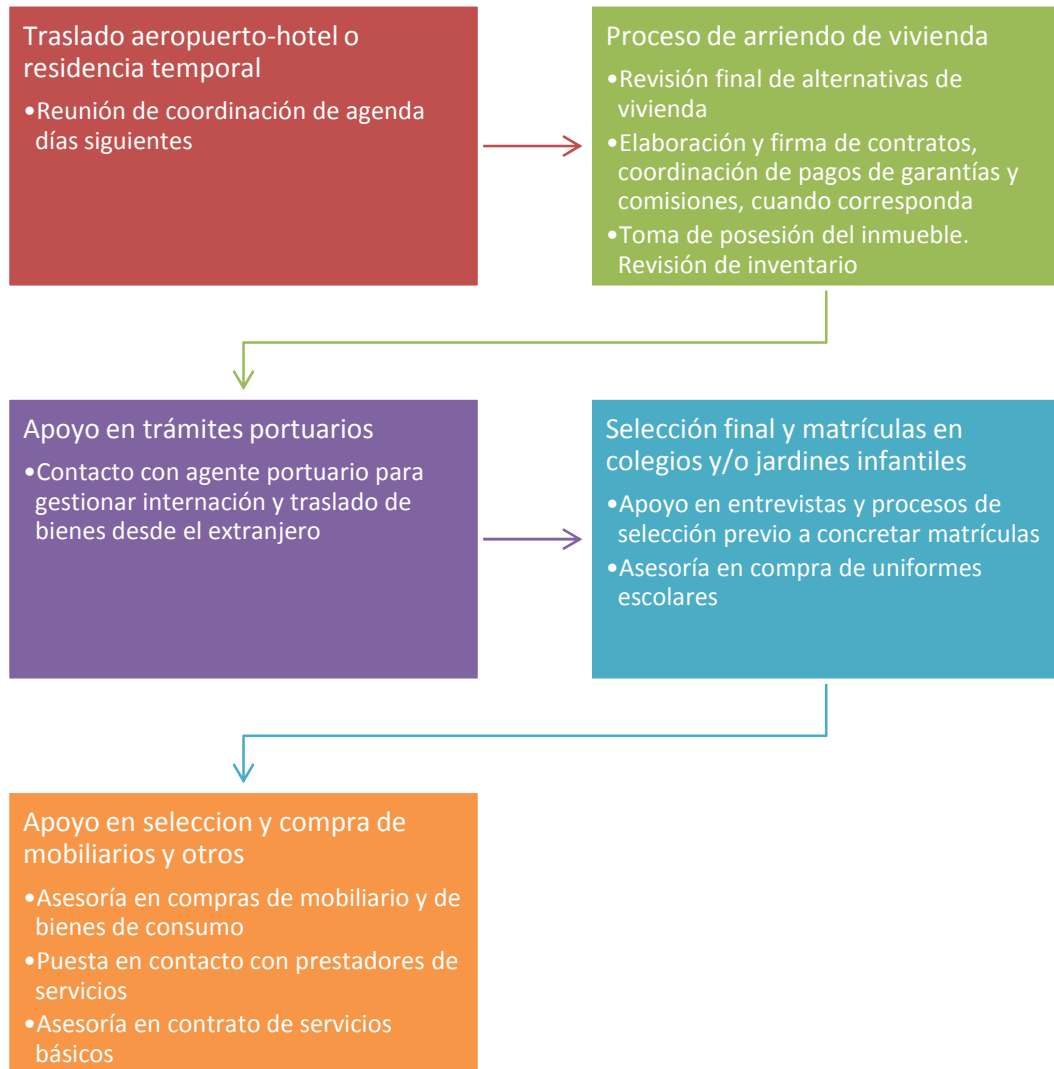 Traslado aeropuerto-hotel o
residencia temporal
•Reunión de coordinación de agenda
días siguientes
Proceso de arriendo de vivienda
•Revisión final de alternativas de
vivienda
•Elaboración y firma de contratos,
coordinación de pagos de garantías y
comisiones, cuando corresponda
•Toma de posesión del inmueble.
Revisión de inventario
Apoyo en trámites portuarios
•Contacto con agente portuario para
gestionar internación y traslado de
bienes desde el extranjero
Selección final y matrículas en
colegios y/o jardines infantiles
•Apoyo en entrevistas y procesos de
selección previo a concretar matrículas
•Asesoría en compra de uniformes
escolares
Apoyo en seleccion y compra de
mobiliarios y otros
•Asesoría en compras de mobiliario y de
bienes de consumo
•Puesta en contacto con prestadores de
servicios
•Asesoría en contrato de servicios
básicos